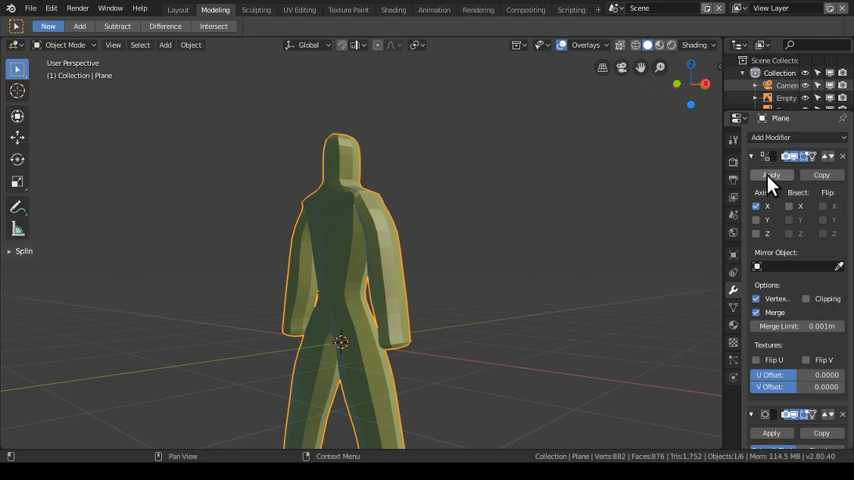 File Edit Render Window Help Layout Modeling Sculpting UV Editing Texture Paint Shading Animation Rendering Compositing Scripting + Scene View Layer
New Add Subtract Difference Intersect
Object Mode View Select Add Object Global Overlays Shading
User Perspective
(1) Collection | Plane
Scene Collectic
Collection
Camer
Empty
Plane
Add Modifier
Apply Copy
Bisect: Flip:
X X X
Y Y Y
Z Z Z
Mirror Object:
Options:
Vertex.. Clipping
Merge
Merge Limit: 0.001m
Textures:
Flip U Flip V
U Offset: 0.0000
V Offset: 0.0000
Apply Copy
Splin
Z
X
Pan View Context Menu Collection | Plane | Verts:882 | Faces:876 | Tris:1,752 | Objects:1/6 | Mem: 114.5 MB | v2.80.40